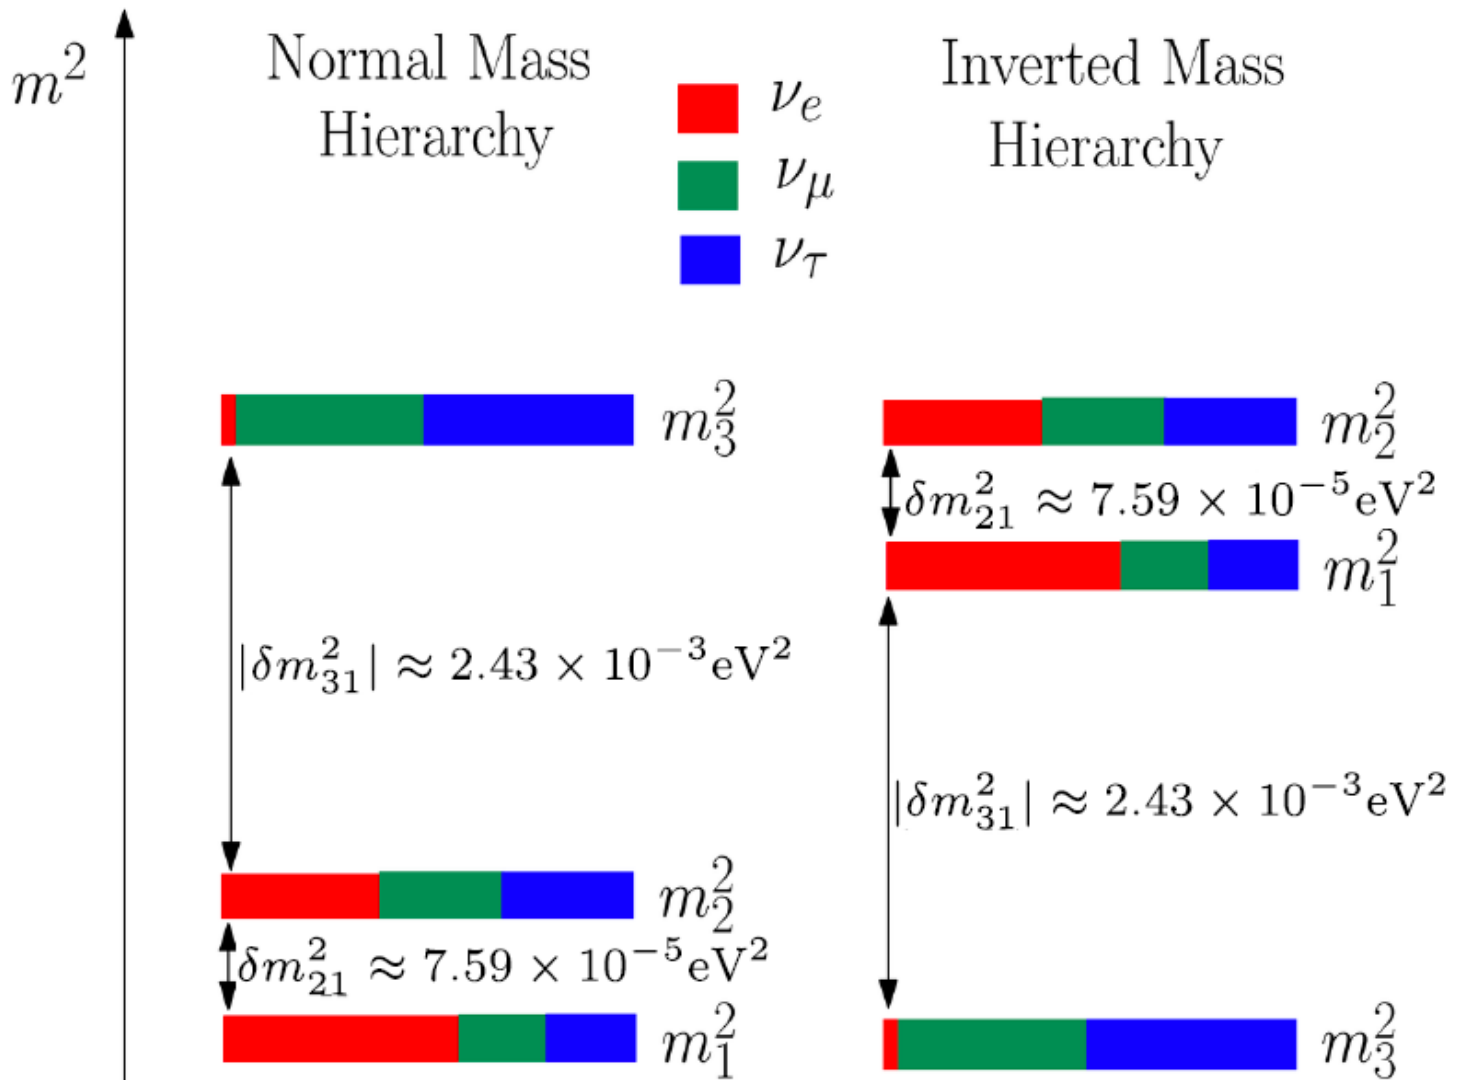 m²
Normal Mass
Hierarchy
ν_e
ν_μ
ν_τ
Inverted Mass
Hierarchy
m₃²
|δm²₃₁| ≈ 2.43 × 10⁻³eV²
m₂²
δm²₂₁ ≈ 7.59 × 10⁻⁵eV²
m₁²
m₂²
δm²₂₁ ≈ 7.59 × 10⁻⁵eV²
m₁²
|δm²₃₁| ≈ 2.43 × 10⁻³eV²
m₃²